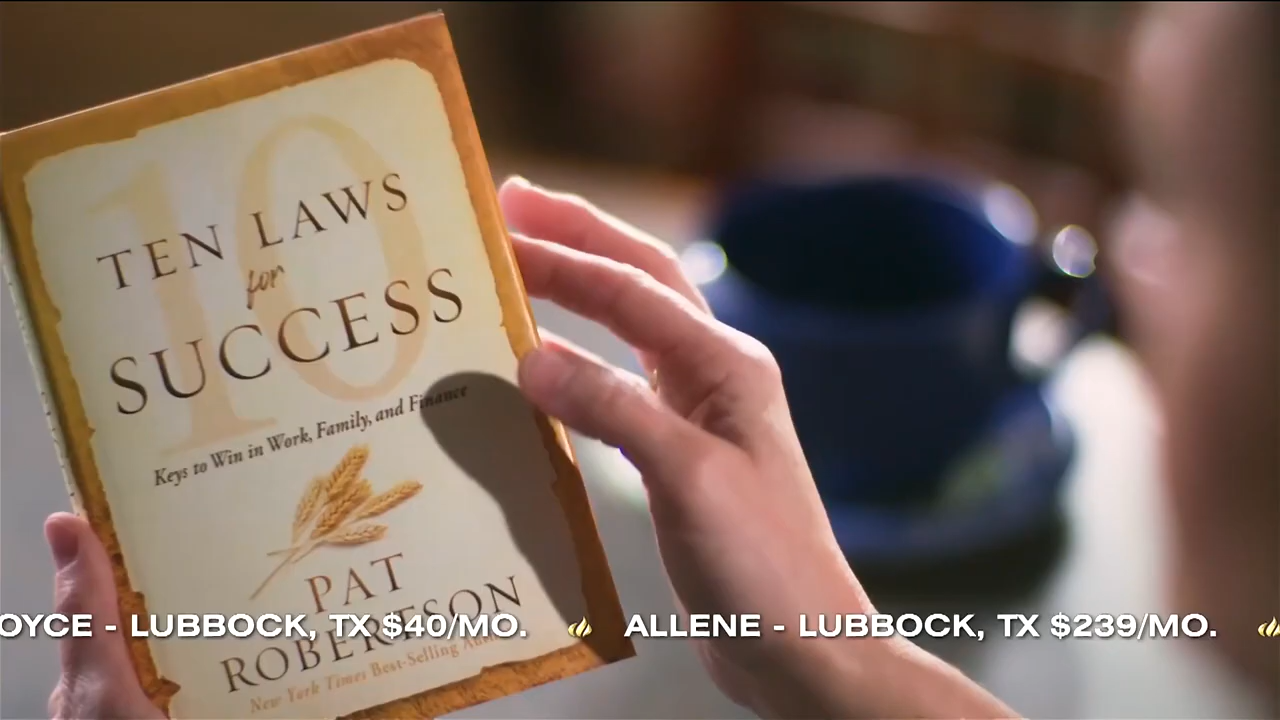 10
TEN LAWS
for
SUCCESS
Keys to Win in Work, Family, and Finance
PAT
ROBERTSON
New York Times Best-Selling
OYCE - LUBBOCK, TX $40/MO. ALLENE - LUBBOCK, TX $239/MO.